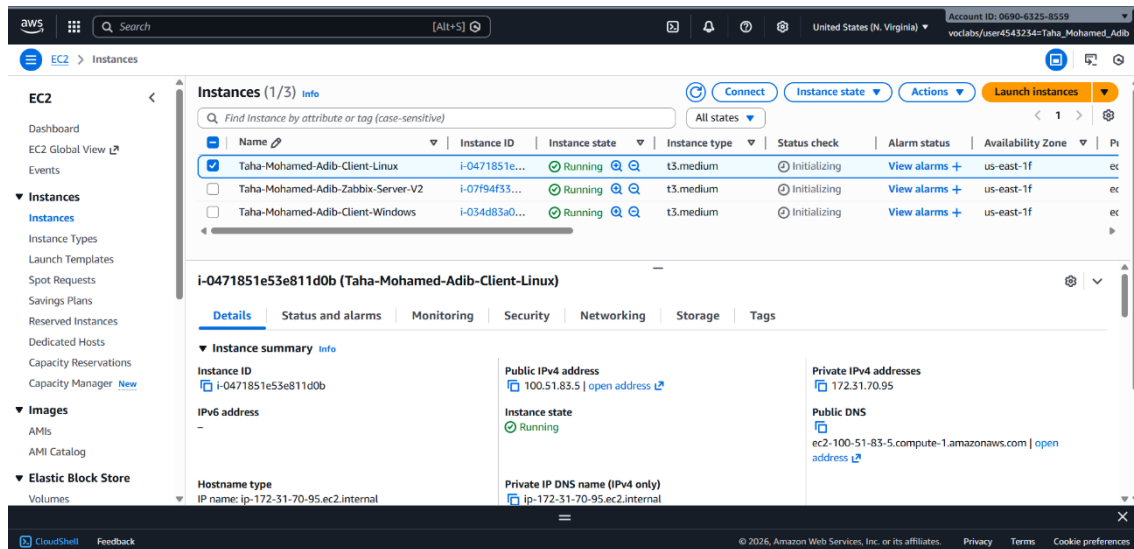 aws
Search [Alt+S]
United States (N. Virginia) ▼
Account ID: 0690-6325-8559
voclabs/user4543234=Taha_Mohamed_Adib
EC2 > Instances
EC2
Dashboard
EC2 Global View
Events
▼ Instances
Instances
Instance Types
Launch Templates
Spot Requests
Savings Plans
Reserved Instances
Dedicated Hosts
Capacity Reservations
Capacity Manager New
▼ Images
AMIs
AMI Catalog
▼ Elastic Block Store
Volumes
Instances (1/3) Info
Connect Instance state ▼ Actions ▼ Launch instances ▼
Find Instance by attribute or tag (case-sensitive) All states ▼ < 1 >
Name Instance ID Instance state Instance type Status check Alarm status Availability Zone
Taha-Mohamed-Adib-Client-Linux i-0471851e... Running t3.medium Initializing View alarms + us-east-1f ec
Taha-Mohamed-Adib-Zabbix-Server-V2 i-07f94f33... Running t3.medium Initializing View alarms + us-east-1f ec
Taha-Mohamed-Adib-Client-Windows i-034d83a0... Running t3.medium Initializing View alarms + us-east-1f ec
i-0471851e53e811d0b (Taha-Mohamed-Adib-Client-Linux)
Details Status and alarms Monitoring Security Networking Storage Tags
▼ Instance summary Info
Instance ID
i-0471851e53e811d0b
Public IPv4 address
100.51.83.5 | open address
Private IPv4 addresses
172.31.70.95
IPv6 address
–
Instance state
Running
Public DNS
ec2-100-51-83-5.compute-1.amazonaws.com | open
address
Hostname type
IP name: ip-172-31-70-95.ec2.internal
Private IP DNS name (IPv4 only)
ip-172-31-70-95.ec2.internal
CloudShell Feedback © 2026, Amazon Web Services, Inc. or its affiliates. Privacy Terms Cookie preferences